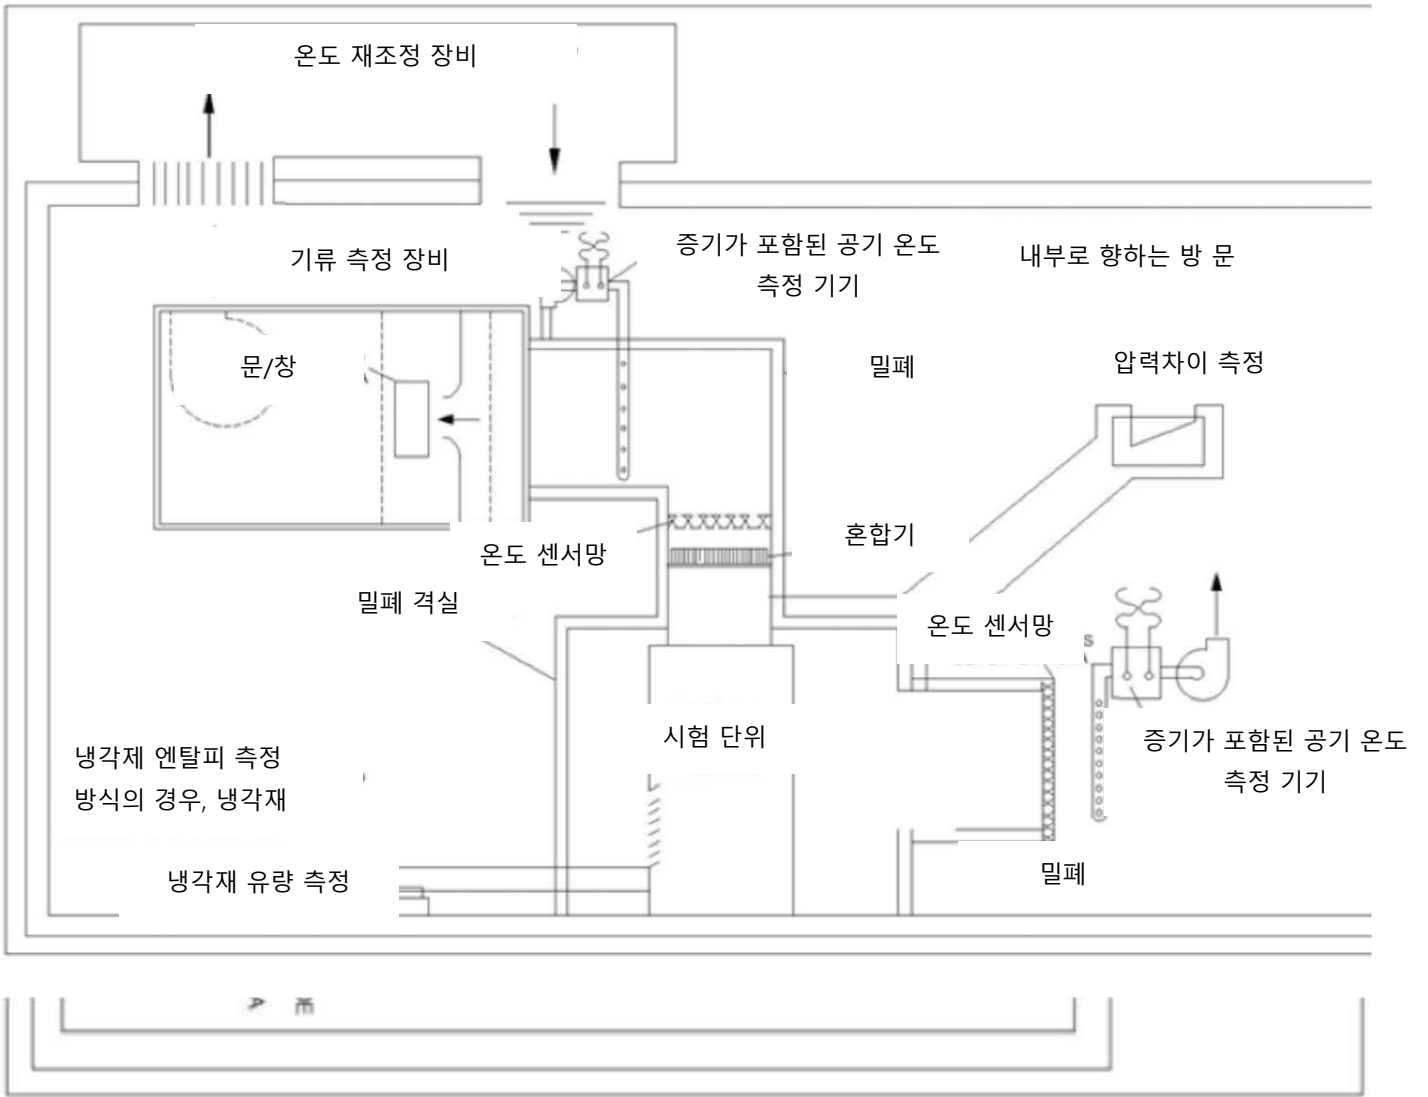 온도 재조정 장비
기류 측정 장비
증기가 포함된 공기 온도
측정 기기
내부로 향하는 방 문
문/창
밀폐
압력차이 측정
온도 센서망
혼합기
밀폐 격실
온도 센서망
S
시험 단위
증기가 포함된 공기 온도
측정 기기
냉각제 엔탈피 측정
방식의 경우, 냉각재
냉각재 유량 측정
밀폐